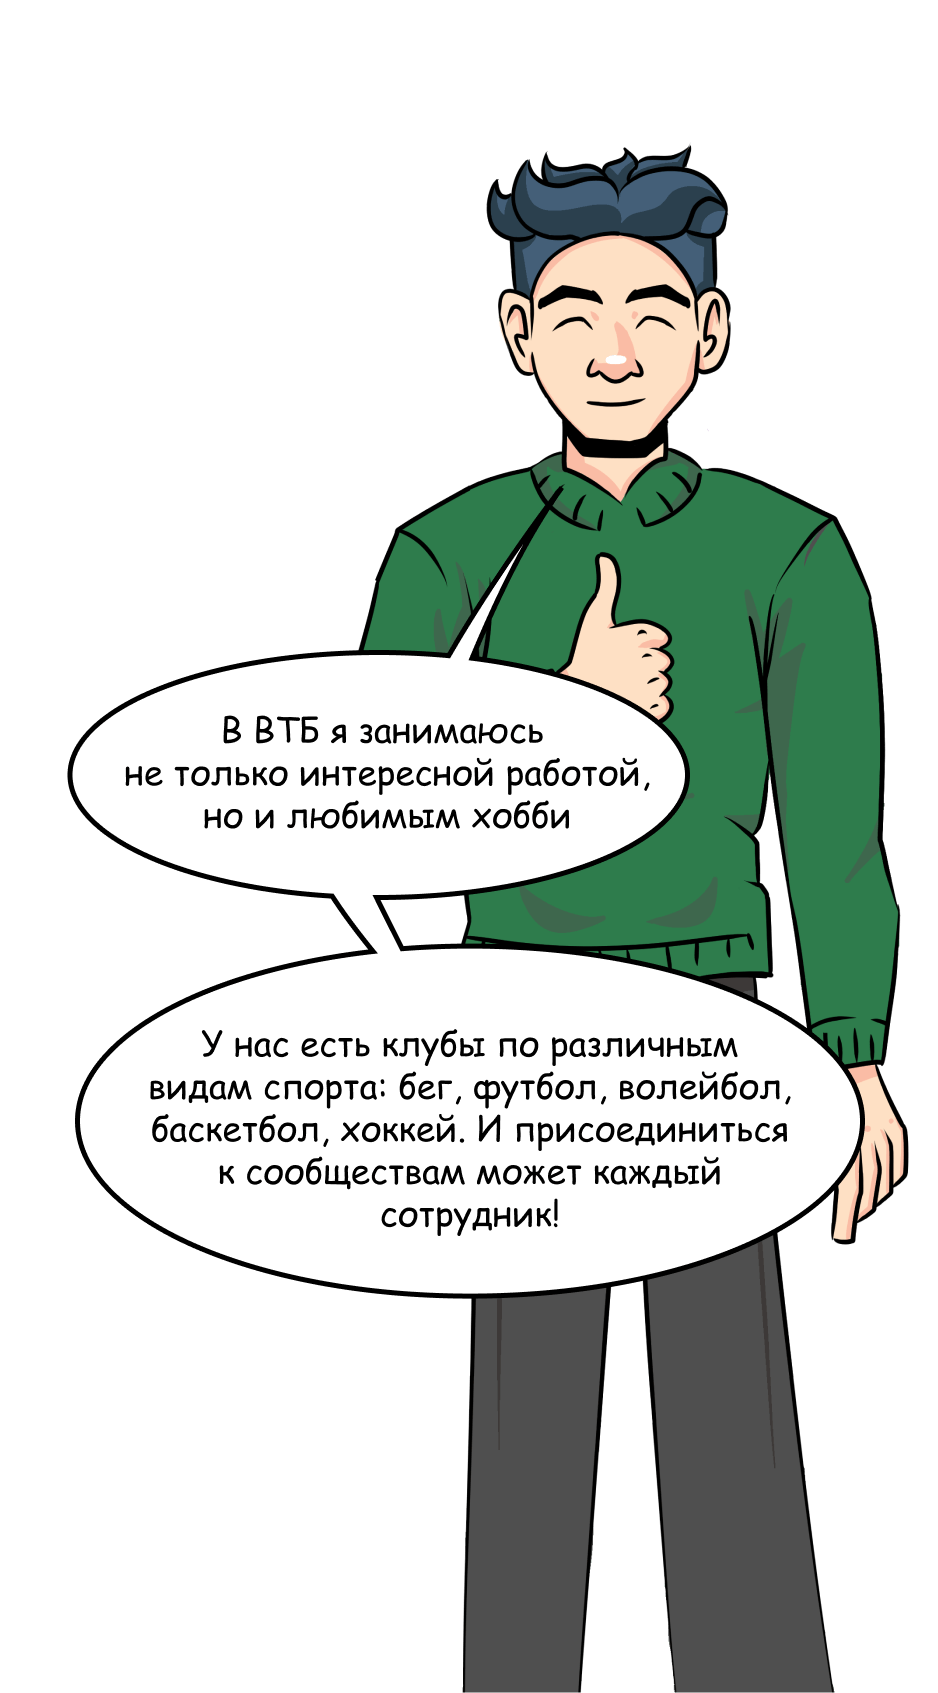 В ВТБ я занимаюсь
не только интересной работой,
но и любимым хобби
У нас есть клубы по различным
видам спорта: бег, футбол, волейбол,
баскетбол, хоккей. И присоединиться
к сообществам может каждый
сотрудник!